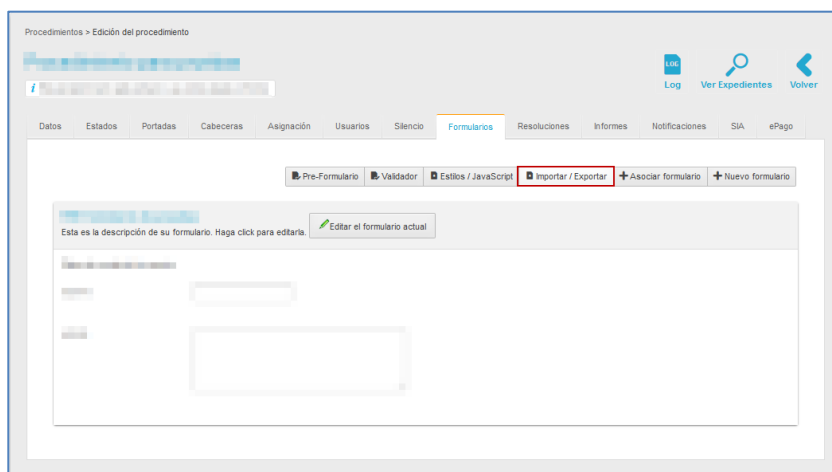 Procedimientos > Edición del procedimiento
LOG
Log Ver Expedientes Volver
Datos Estados Portadas Cabeceras Asignación Usuarios Silencio Formularios Resoluciones Informes Notificaciones SIA ePago
Pre-Formulario Validador Estilos / JavaScript Importar / Exportar Asociar formulario Nuevo formulario
Esta es la descripción de su formulario. Haga click para editarla. Editar el formulario actual